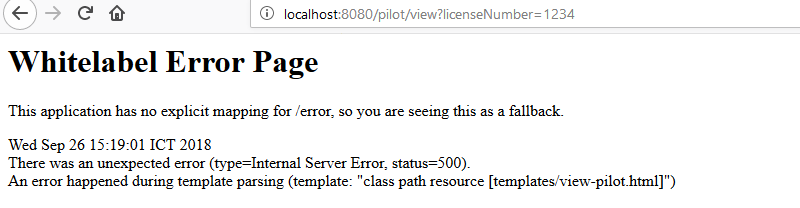 localhost:8080/pilot/view?licenseNumber=1234
Whitelabel Error Page
This application has no explicit mapping for /error, so you are seeing this as a fallback.
Wed Sep 26 15:19:01 ICT 2018
There was an unexpected error (type=Internal Server Error, status=500).
An error happened during template parsing (template: "class path resource [templates/view-pilot.html]")